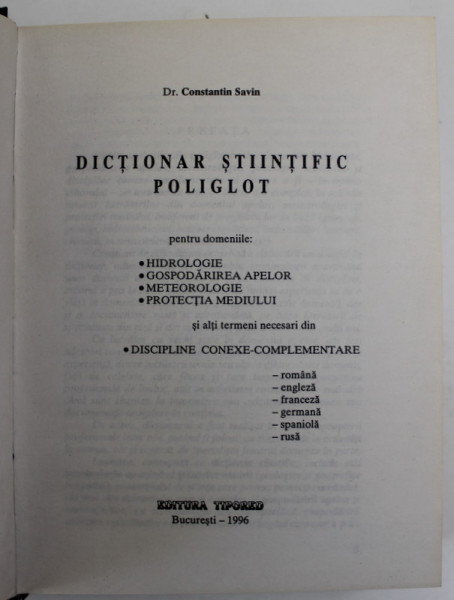 Dr. Constantin Savin
DICȚIONAR ȘTIINȚIFIC
POLIGLOT
pentru domeniile:
● HIDROLOGIE
● GOSPODĂRIREA APELOR
● METEOROLOGIE
● PROTECȚIA MEDIULUI
și alți termeni necesari din
● DISCIPLINE CONEXE-COMPLEMENTARE
– română
– engleză
– franceză
– germană
– spaniolă
– rusă
EDITURA TIPORED
București – 1996